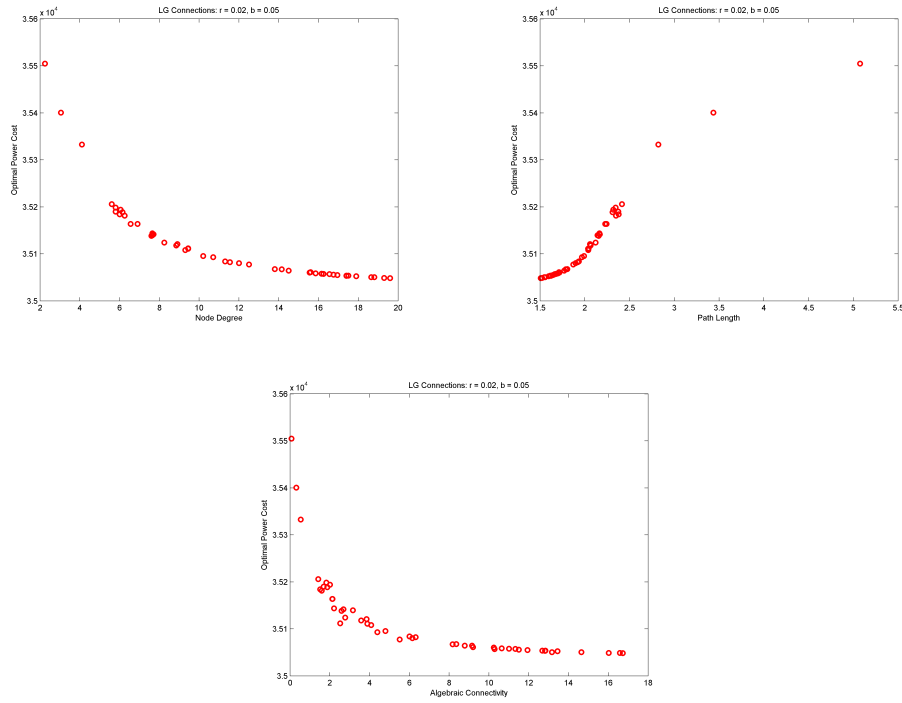 LG Connections: r = 0.02, b = 0.05
x 10^4
3.56
3.55
3.54
3.53
3.52
3.51
3.5
Optimal Power Cost
2 4 6 8 10 12 14 16 18 20
Node Degree
LG Connections: r = 0.02, b = 0.05
x 10^4
3.56
3.55
3.54
3.53
3.52
3.51
3.5
Optimal Power Cost
1.5 2 2.5 3 3.5 4 4.5 5 5.5
Path Length
LG Connections: r = 0.02, b = 0.05
x 10^4
3.56
3.55
3.54
3.53
3.52
3.51
3.5
Optimal Power Cost
0 2 4 6 8 10 12 14 16 18
Algebraic Connectivity